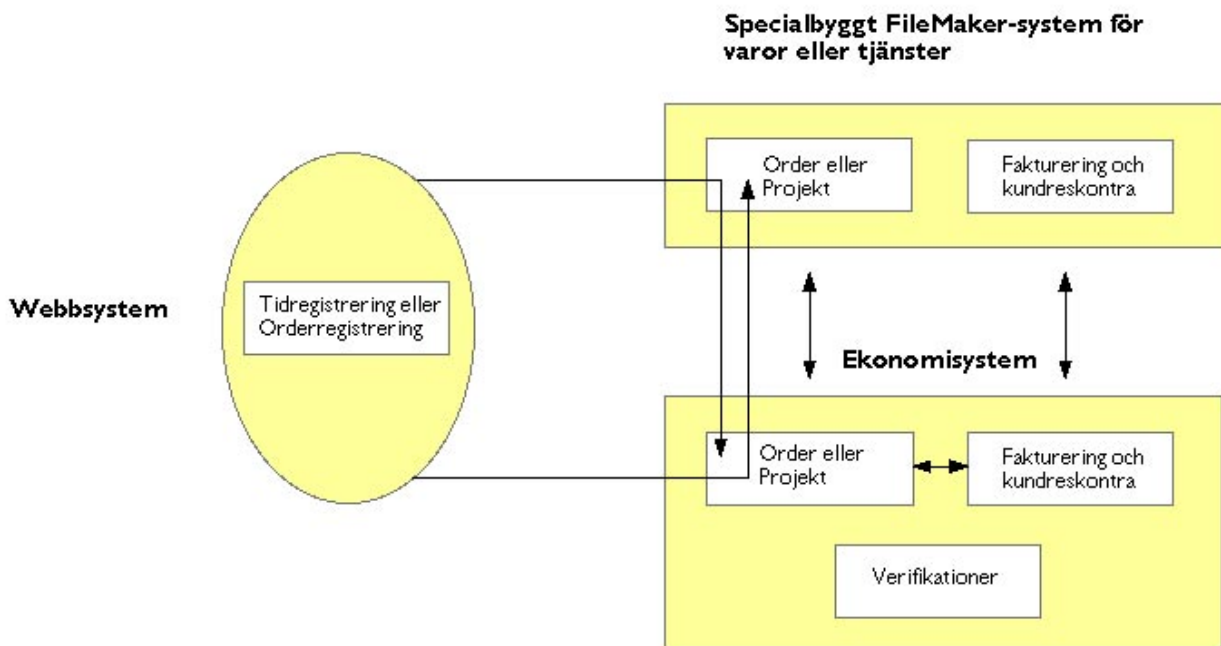 Specialbyggt FileMaker-system för
varor eller tjänster
Order eller
Projekt
Fakturering och
kundreskontra
Webbsystem
Tidregistrering eller
Orderregistrering
Ekonomisystem
Order eller
Projekt
Fakturering och
kundreskontra
Verifikationer